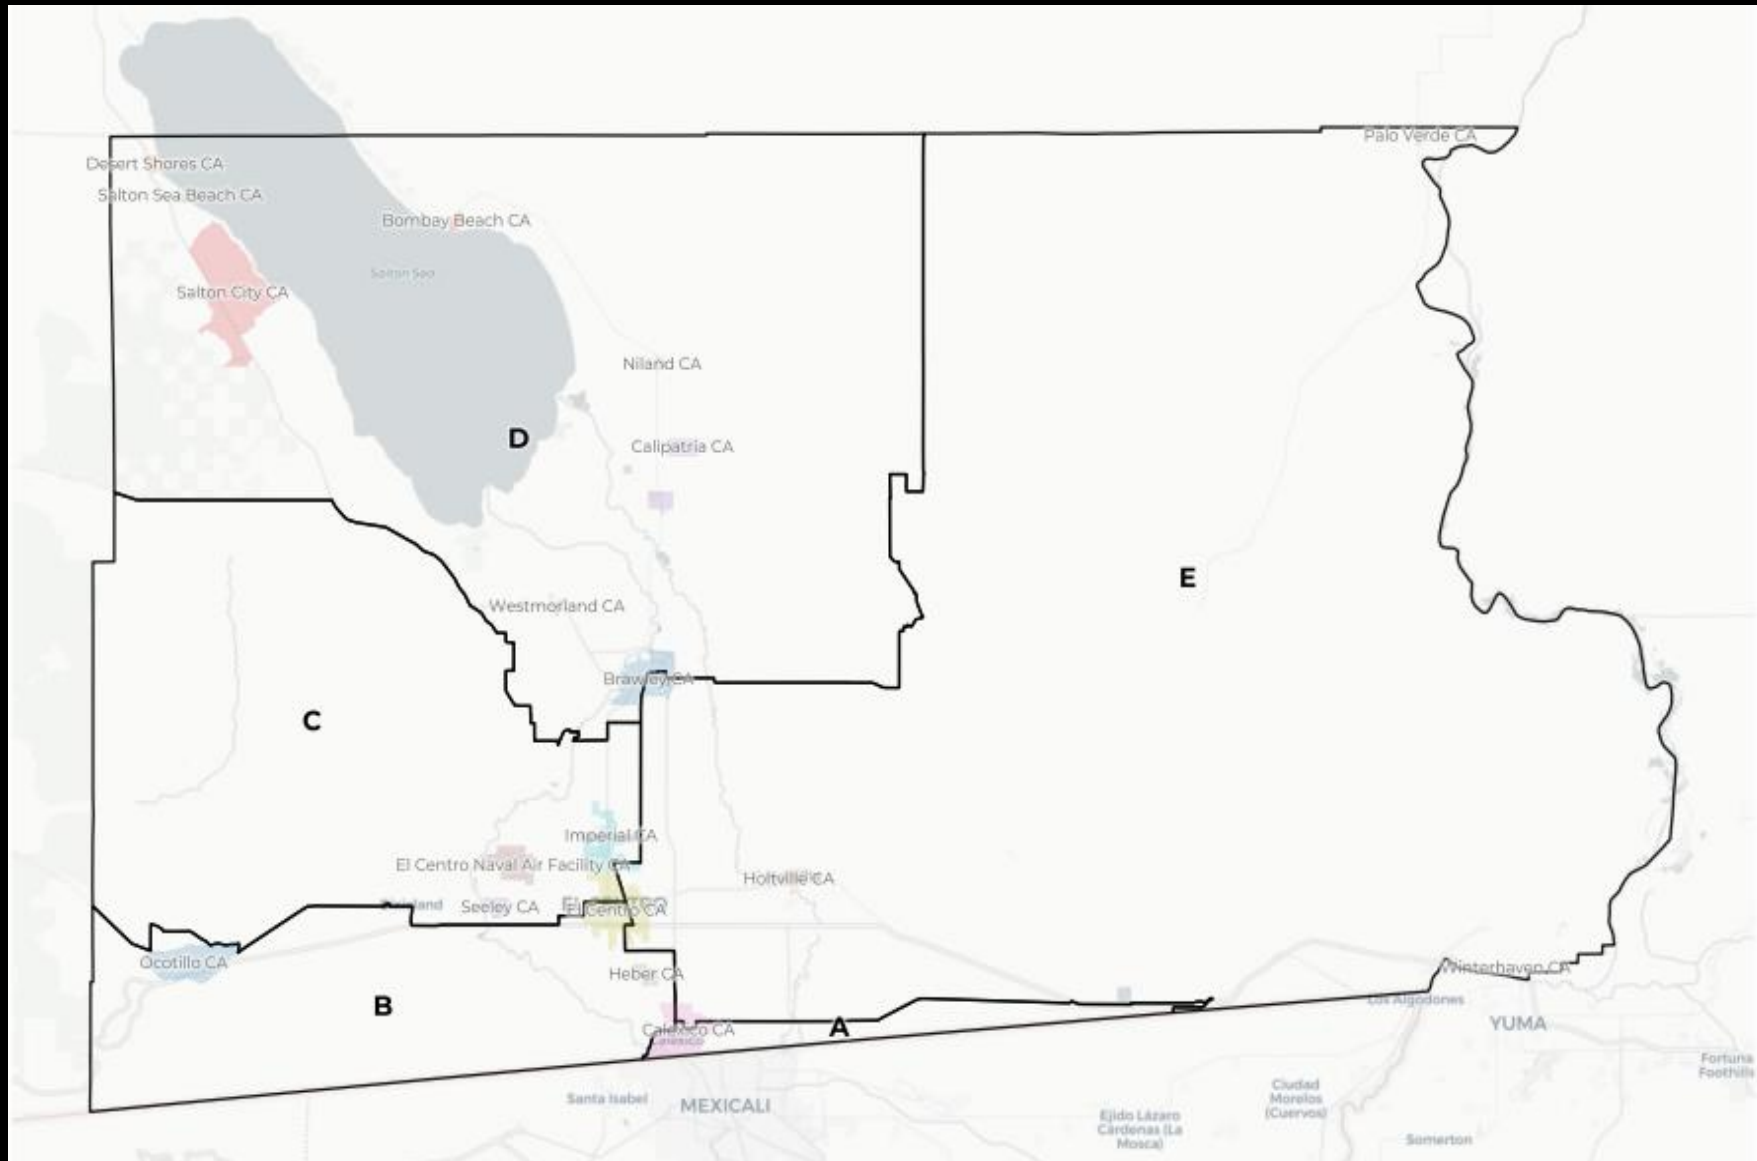 Palo Verde CA
Desert Shores CA
Salton Sea Beach CA
Bombay Beach CA
Salton Sea
Salton City CA
Niland CA
D
Calipatria CA
E
Westmorland CA
Brawley CA
C
Imperial CA
El Centro Naval Air Facility CA
Holtville CA
Seeley CA
El Centro CA
Ocotillo CA
Heber CA
Winterhaven CA
Los Algodones
B
A
Calexico CA
Calexico
YUMA
Fortuna
Foothills
Santa Isabel
MEXICALI
Ciudad
Morelos
(Cuervos)
Ejido Lázaro
Cárdenas (La
Mosca)
Somerton